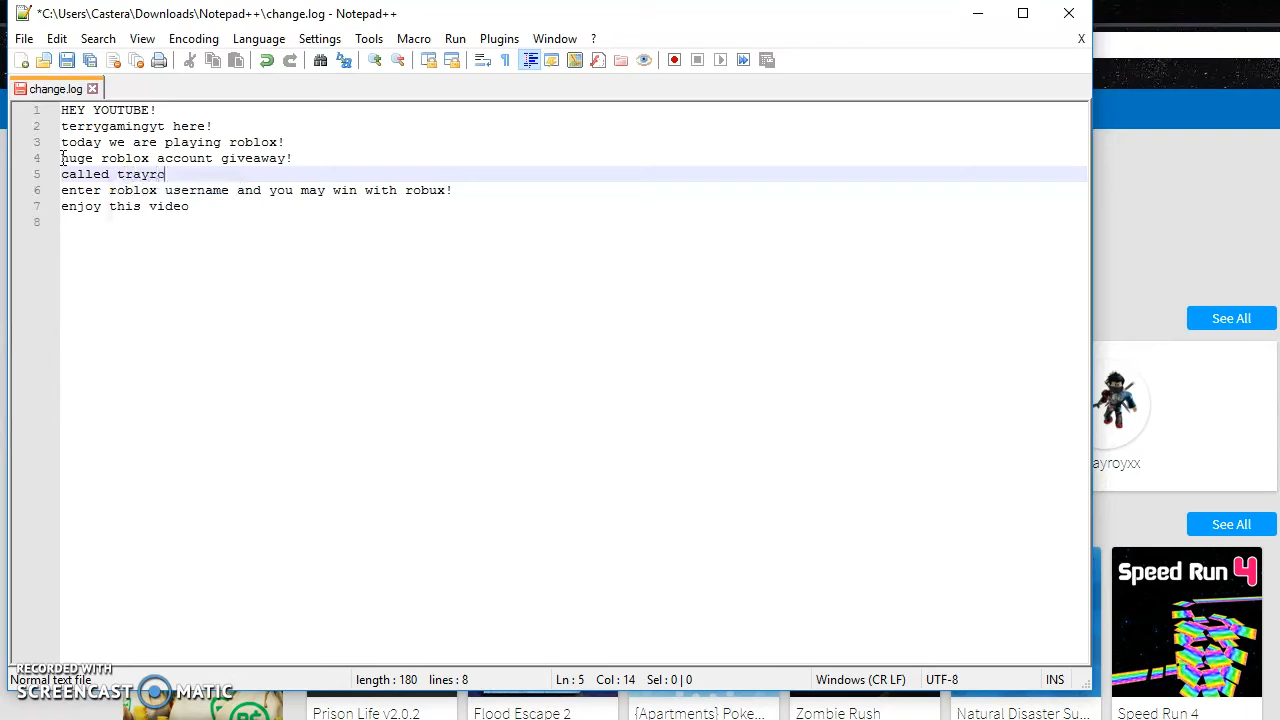 *C:\Users\Castera\Downloads\Notepad++\change.log - Notepad++
File Edit Search View Encoding Language Settings Tools Macro Run Plugins Window ? X
change.log
1 HEY YOUTUBE!
2 terrygamingyt here!
3 today we are playing roblox!
4 huge roblox account giveaway!
5 called trayro
6 enter roblox username and you may win with robux!
7 enjoy this video
8
See All
ayroyxx
See All
Speed Run 4
RECORDED WITH
SCREENCAST MATIC
Normal text file length : 180 lines : Ln : 5 Col : 14 Sel : 0 | 0 Windows (CR LF) UTF-8 INS
Prison Life v2.0.2 Flood Escape 2 {Apartments} Poke... Zombie Rush Natural Disaster Su... Speed Run 4